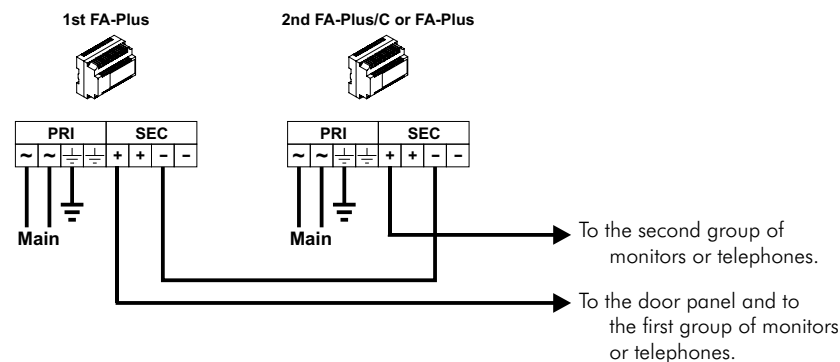 1st FA-Plus
2nd FA-Plus/C or FA-Plus
PRI SEC
~ ~ + + – –
PRI SEC
~ ~ + + – –
Main
Main
To the second group of
monitors or telephones.
To the door panel and to
the first group of monitors
or telephones.